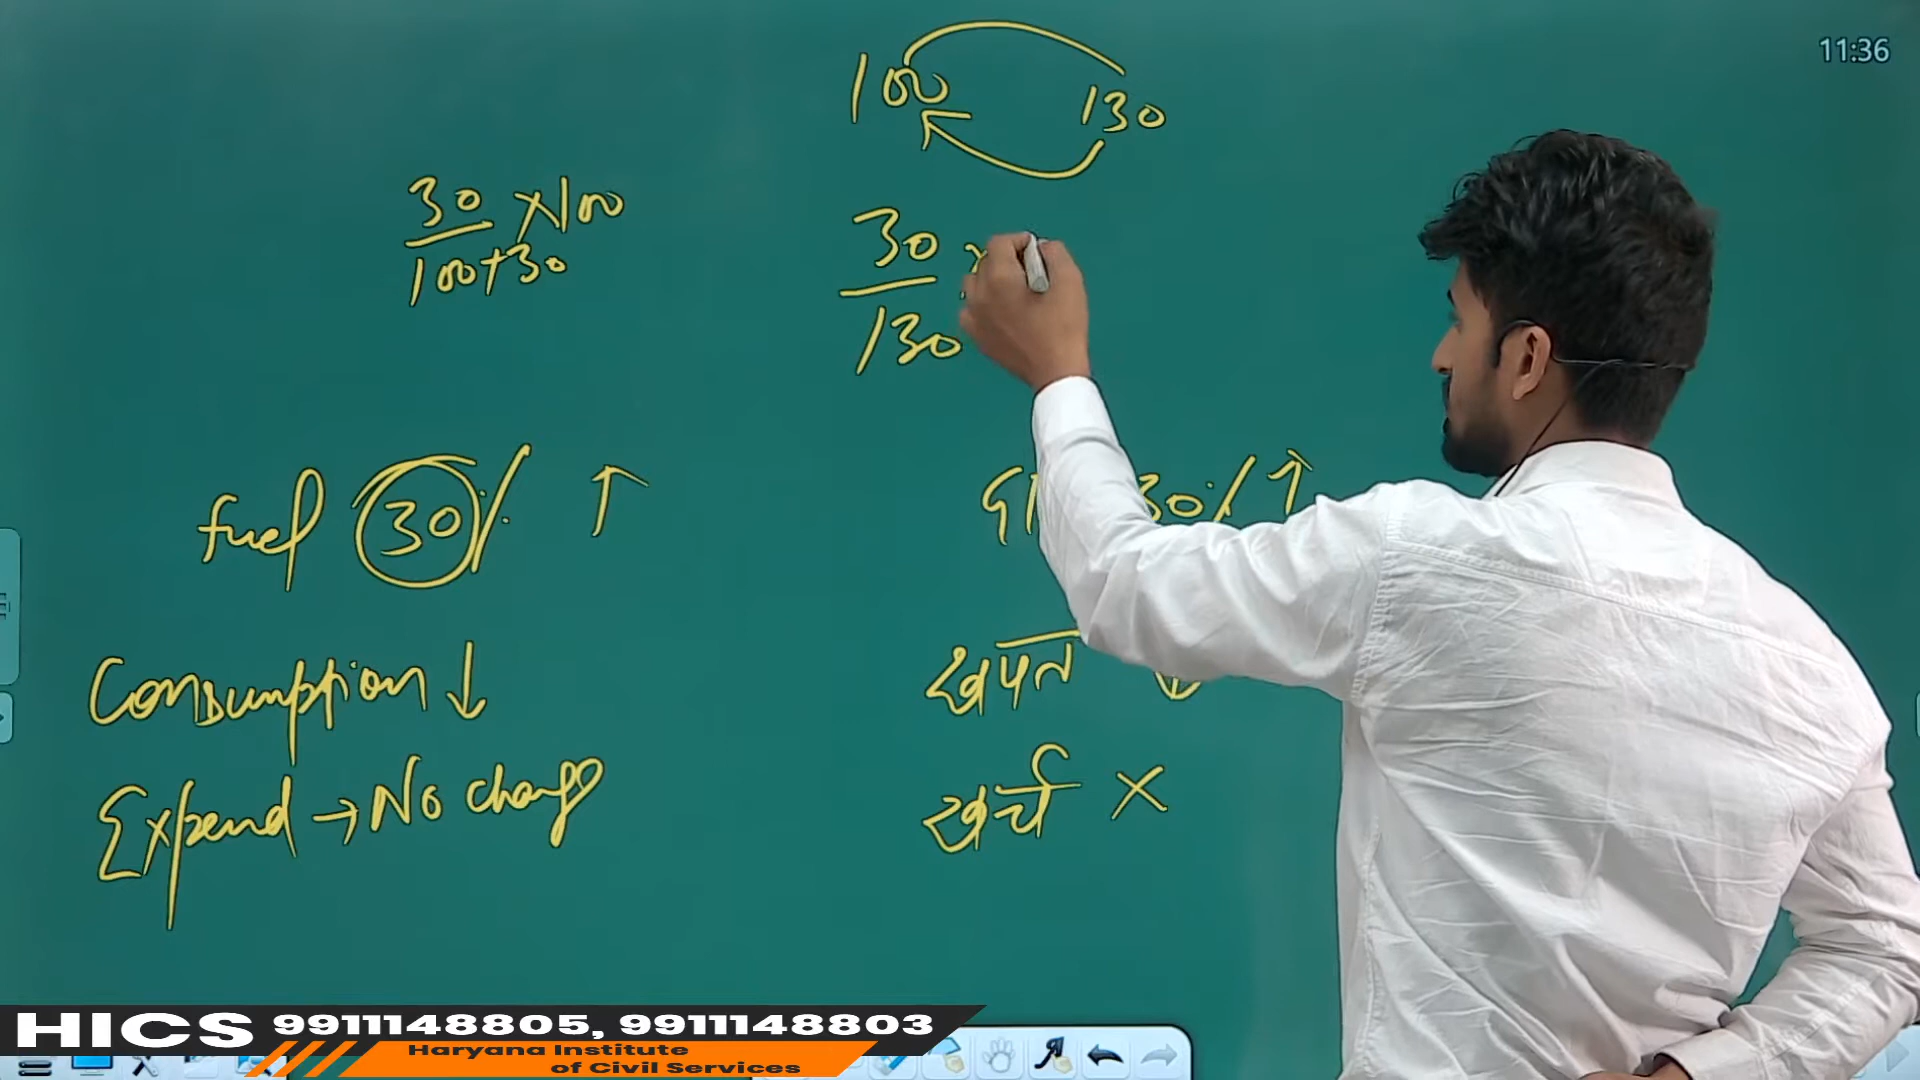 11:36
100 130
30 ×100
100+30
30
130
fuel 30% ↑
30% ↑
Consumption ↓
खपत ↓
Expend → No change
खर्च ×
HICS 9911148805, 9911148803
Haryana Institute
of Civil Services